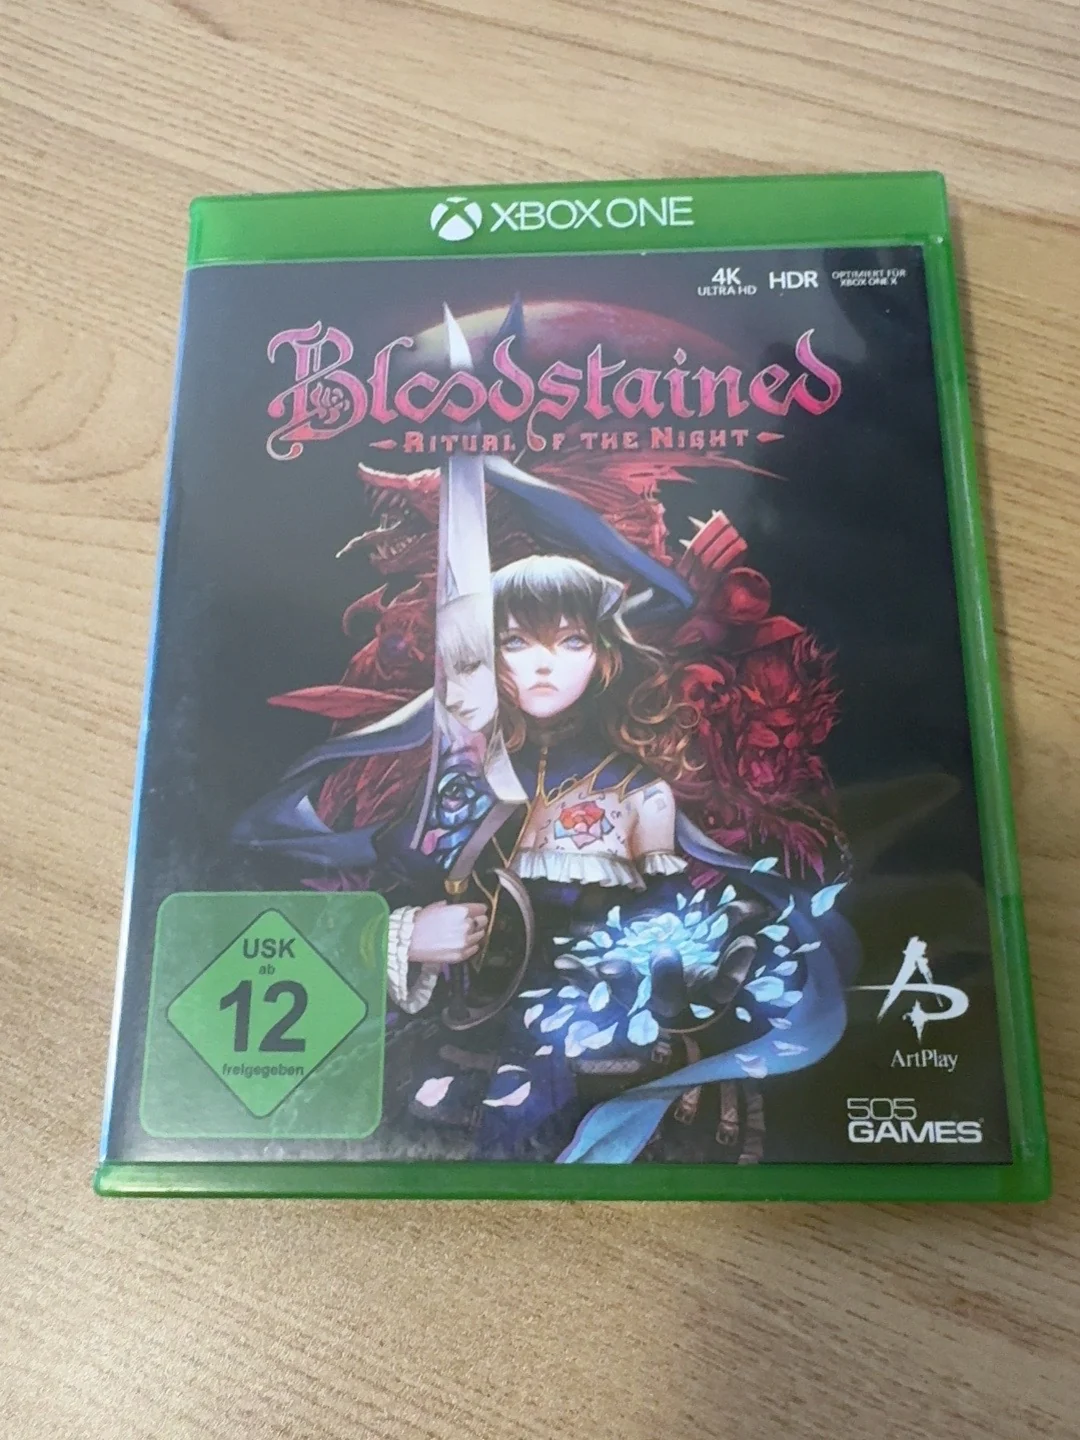 XBOX ONE
4K
ULTRA HD
HDR
OPTIMIERT FÜR
XBOX ONE X
Bloodstained
RITUAL OF THE NIGHT
USK
ab
12
freigegeben
ArtPlay
505
GAMES